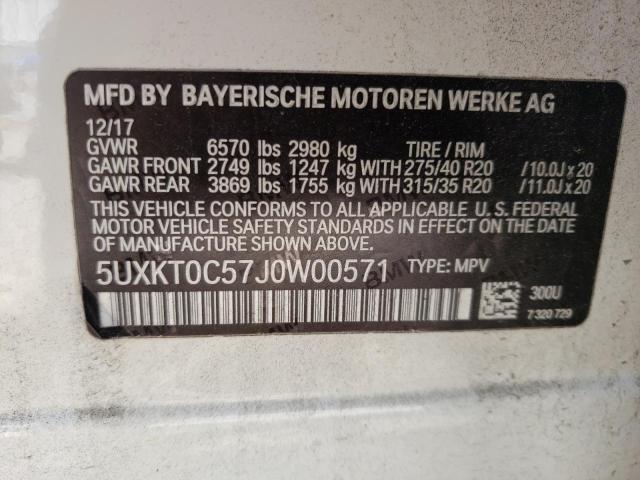 MFD BY BAYERISCHE MOTOREN WERKE AG
12/17
GVWR 6570 lbs 2980 kg TIRE / RIM
GAWR FRONT 2749 lbs 1247 kg WITH 275/40 R20 /10.0J x 20
GAWR REAR 3869 lbs 1755 kg WITH 315/35 R20 /11.0J x 20
THIS VEHICLE CONFORMS TO ALL APPLICABLE U. S. FEDERAL
MOTOR VEHICLE SAFETY STANDARDS IN EFFECT ON THE
DATE OF MANUFACTURE SHOWN ABOVE.
5UXKT0C57J0W00571 TYPE: MPV
300U
7 320 729